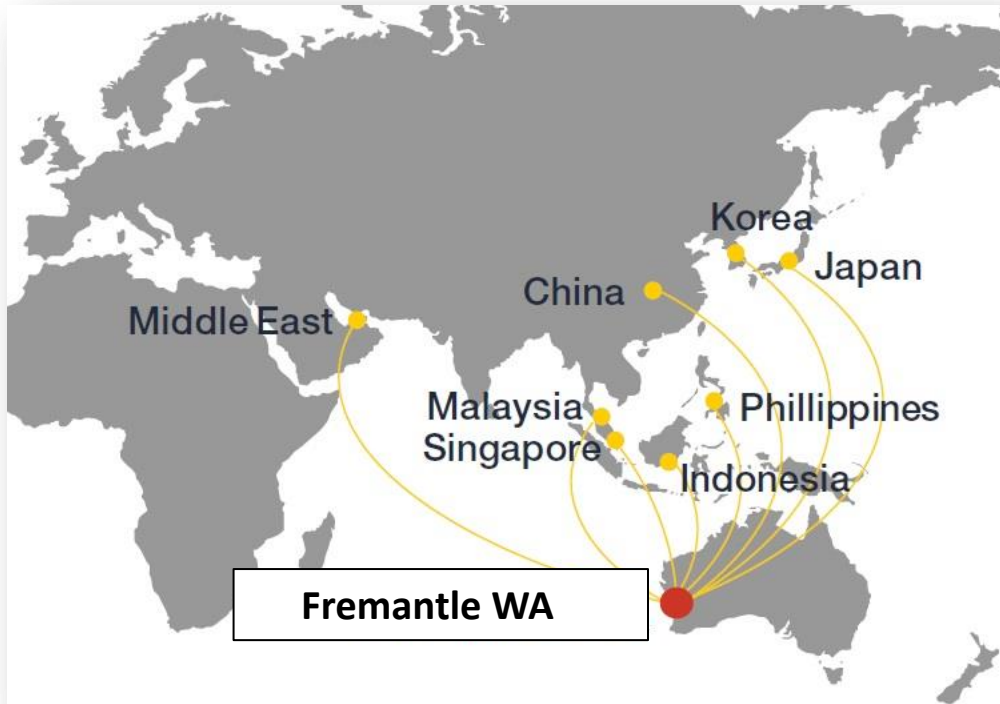 Korea
Japan
China
Middle East
Malaysia
Phillippines
Singapore
Indonesia
Fremantle WA